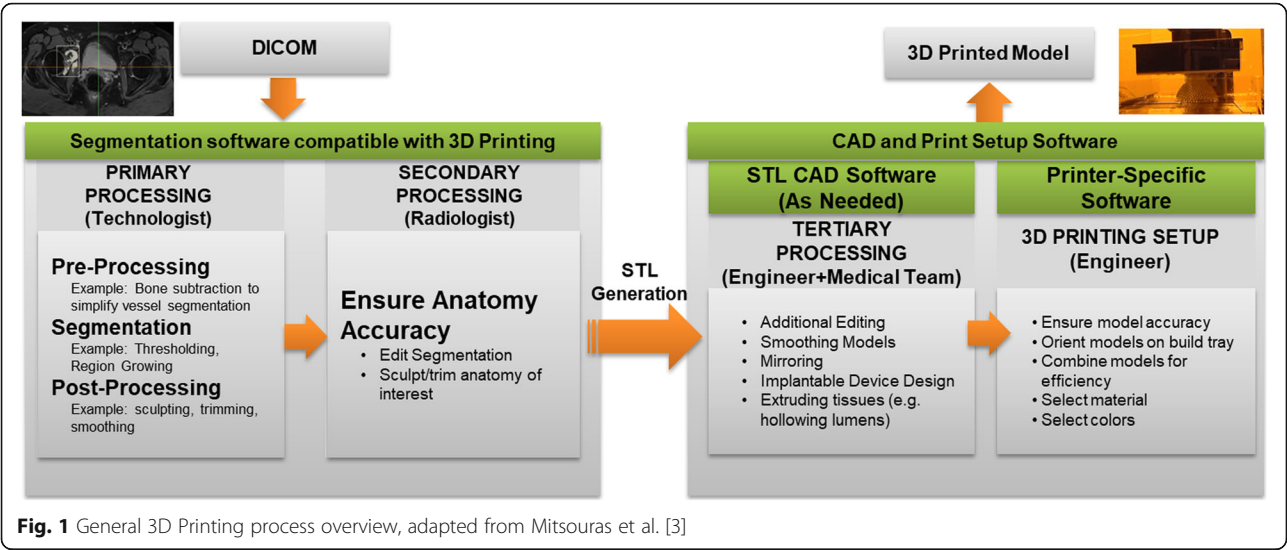 DICOM
3D Printed Model
Segmentation software compatible with 3D Printing
PRIMARY
PROCESSING
(Technologist)
Pre-Processing
Example: Bone subtraction to
simplify vessel segmentation
Segmentation
Example: Thresholding,
Region Growing
Post-Processing
Example: sculpting, trimming,
smoothing
SECONDARY
PROCESSING
(Radiologist)
Ensure Anatomy
Accuracy
• Edit Segmentation
• Sculpt/trim anatomy of
interest
STL
Generation
CAD and Print Setup Software
STL CAD Software
(As Needed)
TERTIARY
PROCESSING
(Engineer+Medical Team)
• Additional Editing
• Smoothing Models
• Mirroring
• Implantable Device Design
• Extruding tissues (e.g.
hollowing lumens)
Printer-Specific
Software
3D PRINTING SETUP
(Engineer)
• Ensure model accuracy
• Orient models on build tray
• Combine models for
efficiency
• Select material
• Select colors
Fig. 1 General 3D Printing process overview, adapted from Mitsouras et al. [3]